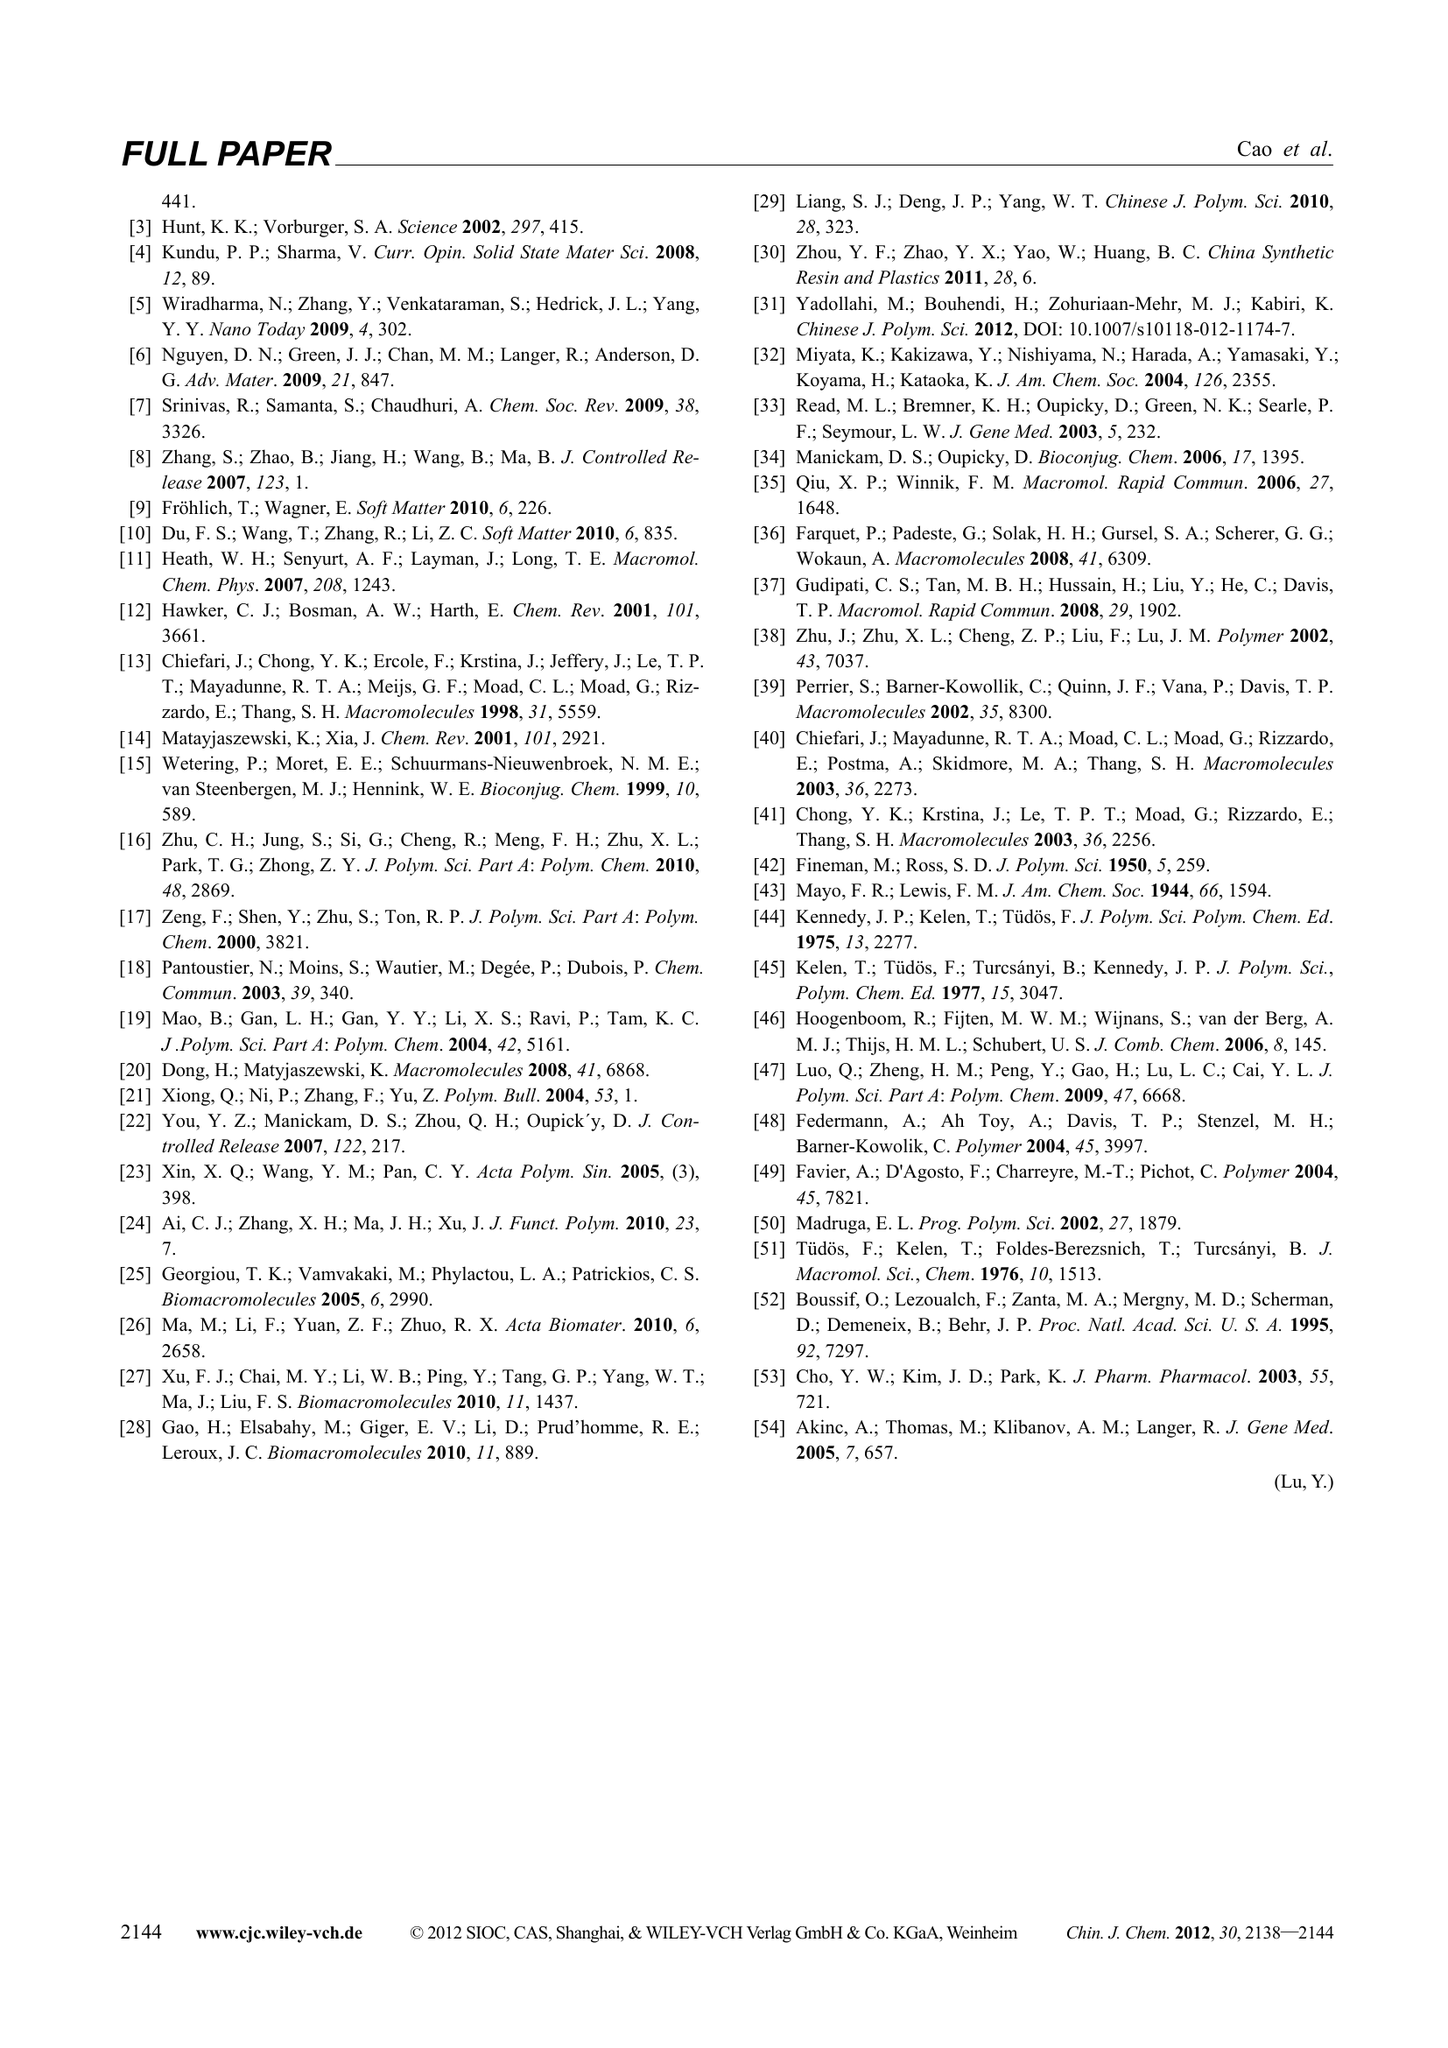 FULL PAPER
Cao et al.
441.
[3] Hunt, K. K.; Vorburger, S. A. Science 2002, 297, 415.
[4] Kundu, P. P.; Sharma, V. Curr. Opin. Solid State Mater Sci. 2008,
12, 89.
[5] Wiradharma, N.; Zhang, Y.; Venkataraman, S.; Hedrick, J. L.; Yang,
Y. Y. Nano Today 2009, 4, 302.
[6] Nguyen, D. N.; Green, J. J.; Chan, M. M.; Langer, R.; Anderson, D.
G. Adv. Mater. 2009, 21, 847.
[7] Srinivas, R.; Samanta, S.; Chaudhuri, A. Chem. Soc. Rev. 2009, 38,
3326.
[8] Zhang, S.; Zhao, B.; Jiang, H.; Wang, B.; Ma, B. J. Controlled Re-
lease 2007, 123, 1.
[9] Fröhlich, T.; Wagner, E. Soft Matter 2010, 6, 226.
[10] Du, F. S.; Wang, T.; Zhang, R.; Li, Z. C. Soft Matter 2010, 6, 835.
[11] Heath, W. H.; Senyurt, A. F.; Layman, J.; Long, T. E. Macromol.
Chem. Phys. 2007, 208, 1243.
[12] Hawker, C. J.; Bosman, A. W.; Harth, E. Chem. Rev. 2001, 101,
3661.
[13] Chiefari, J.; Chong, Y. K.; Ercole, F.; Krstina, J.; Jeffery, J.; Le, T. P.
T.; Mayadunne, R. T. A.; Meijs, G. F.; Moad, C. L.; Moad, G.; Riz-
zardo, E.; Thang, S. H. Macromolecules 1998, 31, 5559.
[14] Matayjaszewski, K.; Xia, J. Chem. Rev. 2001, 101, 2921.
[15] Wetering, P.; Moret, E. E.; Schuurmans-Nieuwenbroek, N. M. E.;
van Steenbergen, M. J.; Hennink, W. E. Bioconjug. Chem. 1999, 10,
589.
[16] Zhu, C. H.; Jung, S.; Si, G.; Cheng, R.; Meng, F. H.; Zhu, X. L.;
Park, T. G.; Zhong, Z. Y. J. Polym. Sci. Part A: Polym. Chem. 2010,
48, 2869.
[17] Zeng, F.; Shen, Y.; Zhu, S.; Ton, R. P. J. Polym. Sci. Part A: Polym.
Chem. 2000, 3821.
[18] Pantoustier, N.; Moins, S.; Wautier, M.; Degée, P.; Dubois, P. Chem.
Commun. 2003, 39, 340.
[19] Mao, B.; Gan, L. H.; Gan, Y. Y.; Li, X. S.; Ravi, P.; Tam, K. C.
J .Polym. Sci. Part A: Polym. Chem. 2004, 42, 5161.
[20] Dong, H.; Matyjaszewski, K. Macromolecules 2008, 41, 6868.
[21] Xiong, Q.; Ni, P.; Zhang, F.; Yu, Z. Polym. Bull. 2004, 53, 1.
[22] You, Y. Z.; Manickam, D. S.; Zhou, Q. H.; Oupick´y, D. J. Con-
trolled Release 2007, 122, 217.
[23] Xin, X. Q.; Wang, Y. M.; Pan, C. Y. Acta Polym. Sin. 2005, (3),
398.
[24] Ai, C. J.; Zhang, X. H.; Ma, J. H.; Xu, J. J. Funct. Polym. 2010, 23,
7.
[25] Georgiou, T. K.; Vamvakaki, M.; Phylactou, L. A.; Patrickios, C. S.
Biomacromolecules 2005, 6, 2990.
[26] Ma, M.; Li, F.; Yuan, Z. F.; Zhuo, R. X. Acta Biomater. 2010, 6,
2658.
[27] Xu, F. J.; Chai, M. Y.; Li, W. B.; Ping, Y.; Tang, G. P.; Yang, W. T.;
Ma, J.; Liu, F. S. Biomacromolecules 2010, 11, 1437.
[28] Gao, H.; Elsabahy, M.; Giger, E. V.; Li, D.; Prud’homme, R. E.;
Leroux, J. C. Biomacromolecules 2010, 11, 889.
[29] Liang, S. J.; Deng, J. P.; Yang, W. T. Chinese J. Polym. Sci. 2010,
28, 323.
[30] Zhou, Y. F.; Zhao, Y. X.; Yao, W.; Huang, B. C. China Synthetic
Resin and Plastics 2011, 28, 6.
[31] Yadollahi, M.; Bouhendi, H.; Zohuriaan-Mehr, M. J.; Kabiri, K.
Chinese J. Polym. Sci. 2012, DOI: 10.1007/s10118-012-1174-7.
[32] Miyata, K.; Kakizawa, Y.; Nishiyama, N.; Harada, A.; Yamasaki, Y.;
Koyama, H.; Kataoka, K. J. Am. Chem. Soc. 2004, 126, 2355.
[33] Read, M. L.; Bremner, K. H.; Oupicky, D.; Green, N. K.; Searle, P.
F.; Seymour, L. W. J. Gene Med. 2003, 5, 232.
[34] Manickam, D. S.; Oupicky, D. Bioconjug. Chem. 2006, 17, 1395.
[35] Qiu, X. P.; Winnik, F. M. Macromol. Rapid Commun. 2006, 27,
1648.
[36] Farquet, P.; Padeste, G.; Solak, H. H.; Gursel, S. A.; Scherer, G. G.;
Wokaun, A. Macromolecules 2008, 41, 6309.
[37] Gudipati, C. S.; Tan, M. B. H.; Hussain, H.; Liu, Y.; He, C.; Davis,
T. P. Macromol. Rapid Commun. 2008, 29, 1902.
[38] Zhu, J.; Zhu, X. L.; Cheng, Z. P.; Liu, F.; Lu, J. M. Polymer 2002,
43, 7037.
[39] Perrier, S.; Barner-Kowollik, C.; Quinn, J. F.; Vana, P.; Davis, T. P.
Macromolecules 2002, 35, 8300.
[40] Chiefari, J.; Mayadunne, R. T. A.; Moad, C. L.; Moad, G.; Rizzardo,
E.; Postma, A.; Skidmore, M. A.; Thang, S. H. Macromolecules
2003, 36, 2273.
[41] Chong, Y. K.; Krstina, J.; Le, T. P. T.; Moad, G.; Rizzardo, E.;
Thang, S. H. Macromolecules 2003, 36, 2256.
[42] Fineman, M.; Ross, S. D. J. Polym. Sci. 1950, 5, 259.
[43] Mayo, F. R.; Lewis, F. M. J. Am. Chem. Soc. 1944, 66, 1594.
[44] Kennedy, J. P.; Kelen, T.; Tüdös, F. J. Polym. Sci. Polym. Chem. Ed.
1975, 13, 2277.
[45] Kelen, T.; Tüdös, F.; Turcsányi, B.; Kennedy, J. P. J. Polym. Sci.,
Polym. Chem. Ed. 1977, 15, 3047.
[46] Hoogenboom, R.; Fijten, M. W. M.; Wijnans, S.; van der Berg, A.
M. J.; Thijs, H. M. L.; Schubert, U. S. J. Comb. Chem. 2006, 8, 145.
[47] Luo, Q.; Zheng, H. M.; Peng, Y.; Gao, H.; Lu, L. C.; Cai, Y. L. J.
Polym. Sci. Part A: Polym. Chem. 2009, 47, 6668.
[48] Federmann, A.; Ah Toy, A.; Davis, T. P.; Stenzel, M. H.;
Barner-Kowolik, C. Polymer 2004, 45, 3997.
[49] Favier, A.; D'Agosto, F.; Charreyre, M.-T.; Pichot, C. Polymer 2004,
45, 7821.
[50] Madruga, E. L. Prog. Polym. Sci. 2002, 27, 1879.
[51] Tüdös, F.; Kelen, T.; Foldes-Berezsnich, T.; Turcsányi, B. J.
Macromol. Sci., Chem. 1976, 10, 1513.
[52] Boussif, O.; Lezoualch, F.; Zanta, M. A.; Mergny, M. D.; Scherman,
D.; Demeneix, B.; Behr, J. P. Proc. Natl. Acad. Sci. U. S. A. 1995,
92, 7297.
[53] Cho, Y. W.; Kim, J. D.; Park, K. J. Pharm. Pharmacol. 2003, 55,
721.
[54] Akinc, A.; Thomas, M.; Klibanov, A. M.; Langer, R. J. Gene Med.
2005, 7, 657.
(Lu, Y.)
2144 www.cjc.wiley-vch.de © 2012 SIOC, CAS, Shanghai, & WILEY-VCH Verlag GmbH & Co. KGaA, Weinheim Chin. J. Chem. 2012, 30, 2138—2144